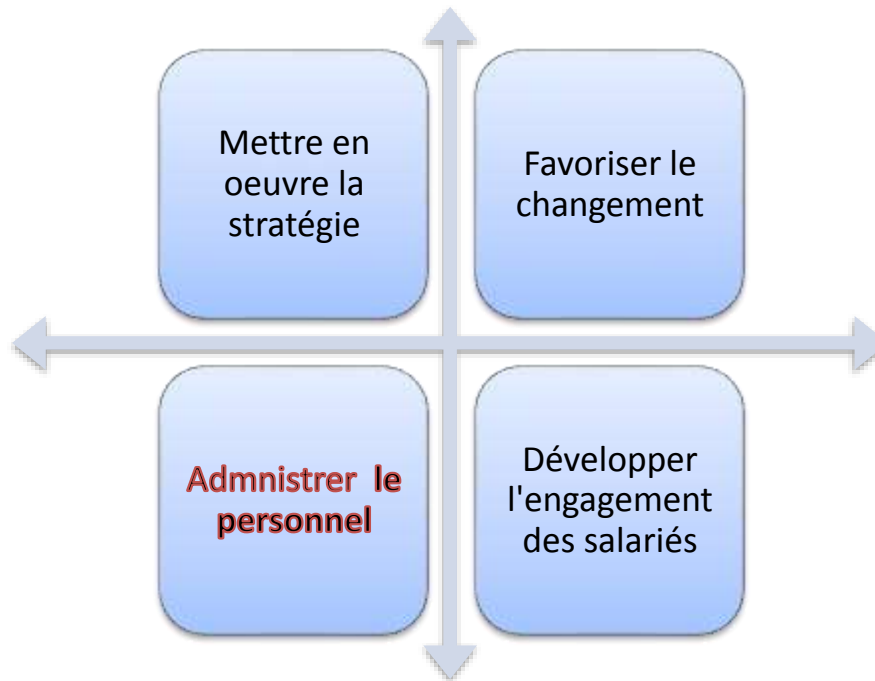 Mettre en
oeuvre la
stratégie
Favoriser le
changement
Admnistrer le
personnel
Développer
l'engagement
des salariés